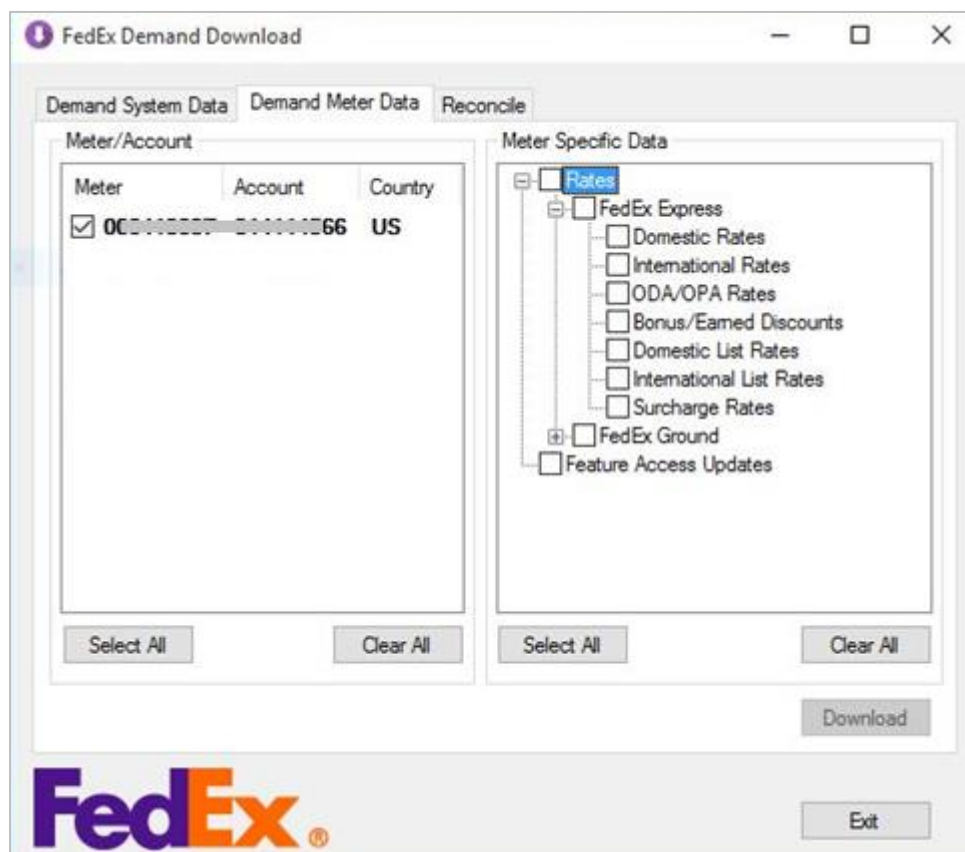 FedEx Demand Download
Demand System Data Demand Meter Data Reconcile
Meter/Account
Meter Account Country
66 US
Select All Clear All
Meter Specific Data
Rates
FedEx Express
Domestic Rates
International Rates
ODA/OPA Rates
Bonus/Earned Discounts
Domestic List Rates
International List Rates
Surcharge Rates
FedEx Ground
Feature Access Updates
Select All Clear All
Download
FedEx®
Exit